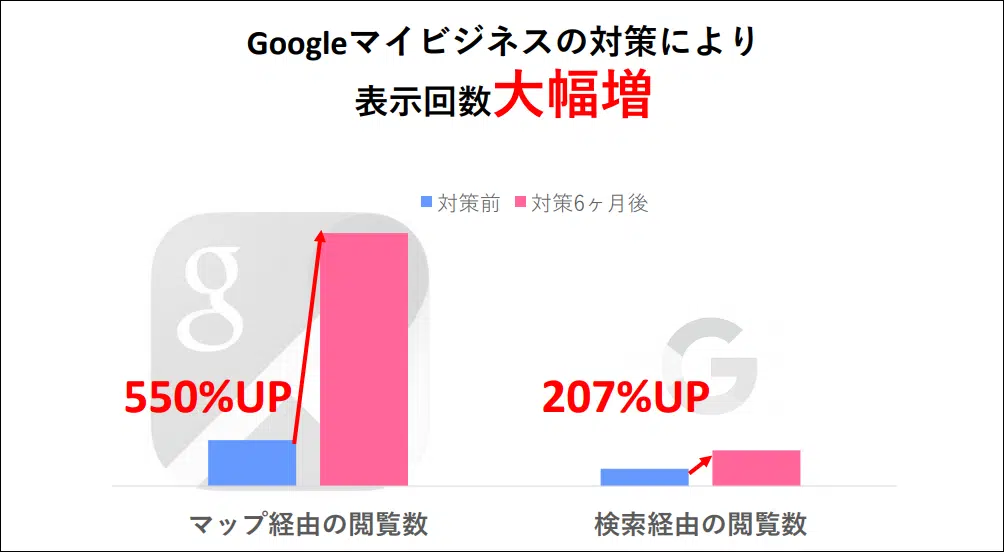 Googleマイビジネスの対策により
表示回数大幅増
対策前 対策6ヶ月後
g
G
550%UP
207%UP
マップ経由の閲覧数
検索経由の閲覧数